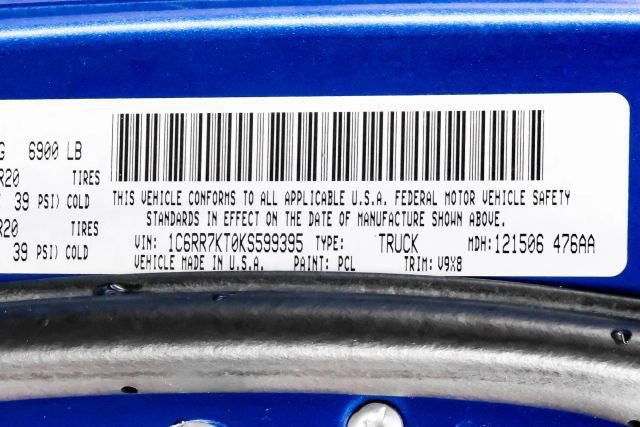 G 6900 LB
R20 TIRES
39 PSI) COLD
R20 TIRES
39 PSI) COLD
THIS VEHICLE CONFORMS TO ALL APPLICABLE U.S.A. FEDERAL MOTOR VEHICLE SAFETY
STANDARDS IN EFFECT ON THE DATE OF MANUFACTURE SHOWN ABOVE.
VIN: 1C6RR7KT0KS599395 TYPE: TRUCK MDH:121506 476AA
VEHICLE MADE IN U.S.A. PAINT: PCL TRIM: V9X8